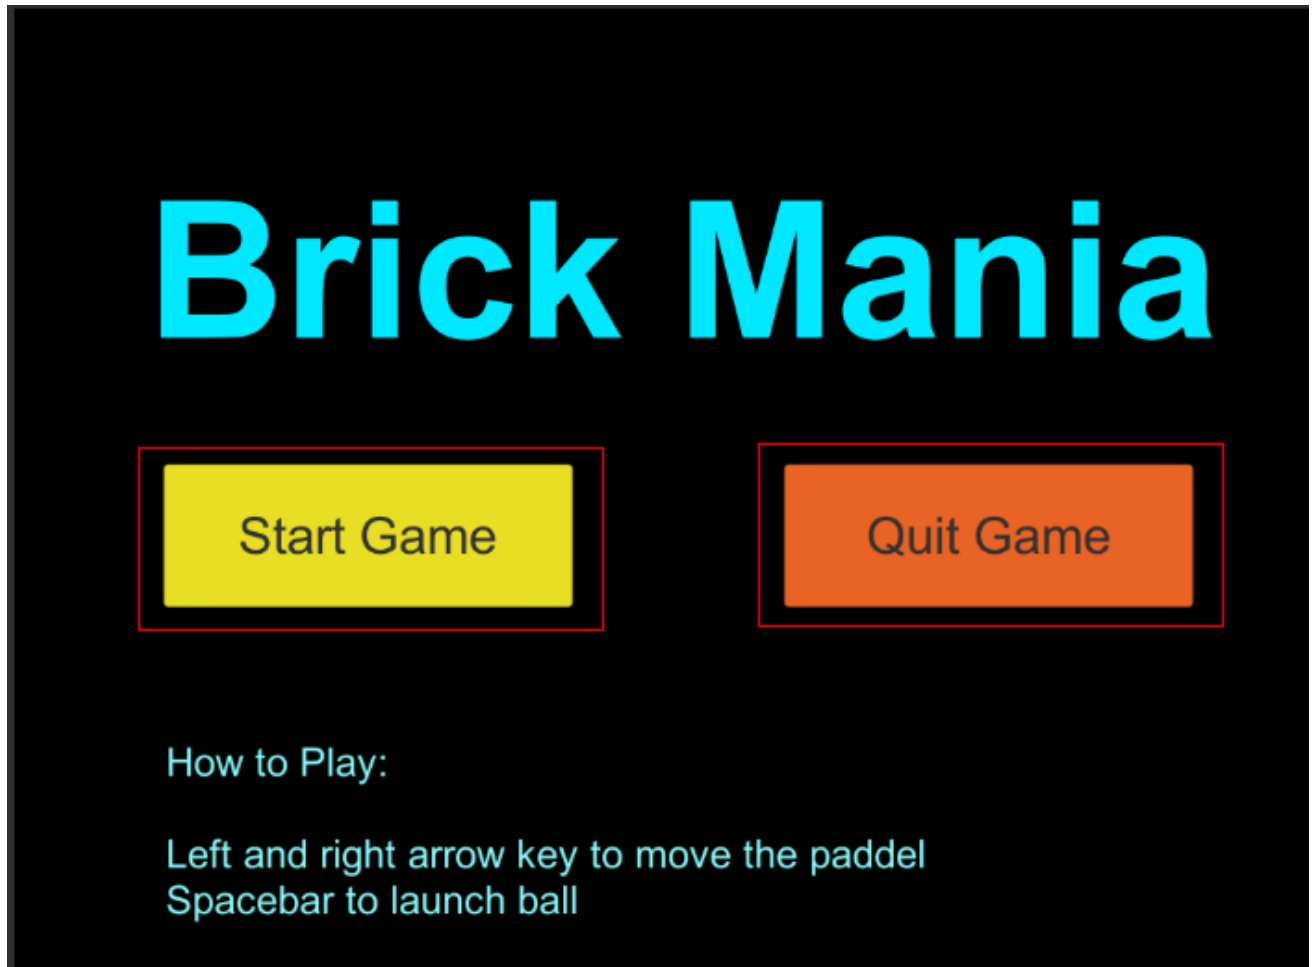 Brick Mania
Start Game
Quit Game
How to Play:
Left and right arrow key to move the paddel
Spacebar to launch ball